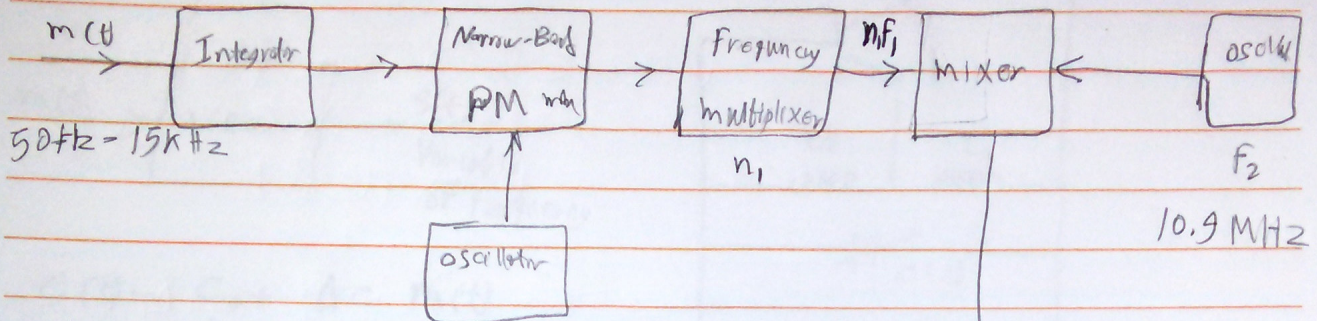 m(t)
Integrator
Narrow-Band
PM
Frequncy
multiplixer
n₁f₁
mixer
50Hz - 15kHz
n₁
F₂
10.9 MHz
oscillator